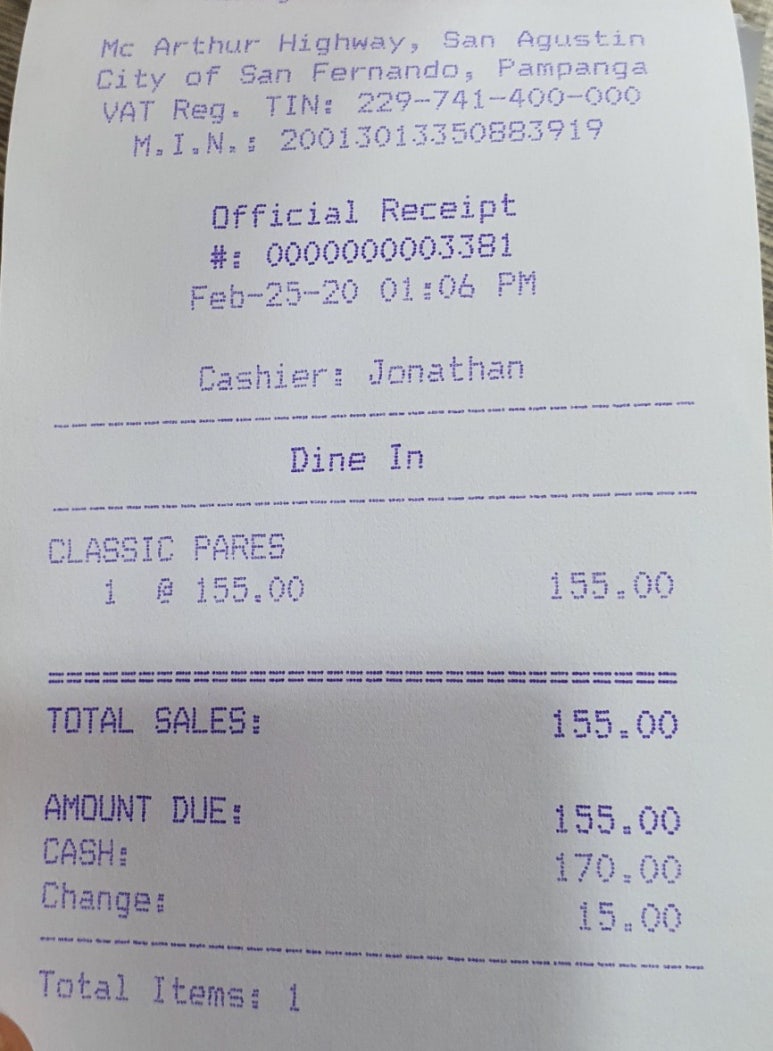 Mc Arthur Highway, San Agustin
City of San Fernando, Pampanga
VAT Reg. TIN: 229-741-400-000
M.I.N.: 20013013350883919
Official Receipt
#: 0000000003381
Feb-25-20 01:06 PM
Cashier: Jonathan
Dine In
CLASSIC PARES
1 @ 155.00 155.00
TOTAL SALES: 155.00
AMOUNT DUE: 155.00
CASH: 170.00
Change: 15.00
Total Items: 1